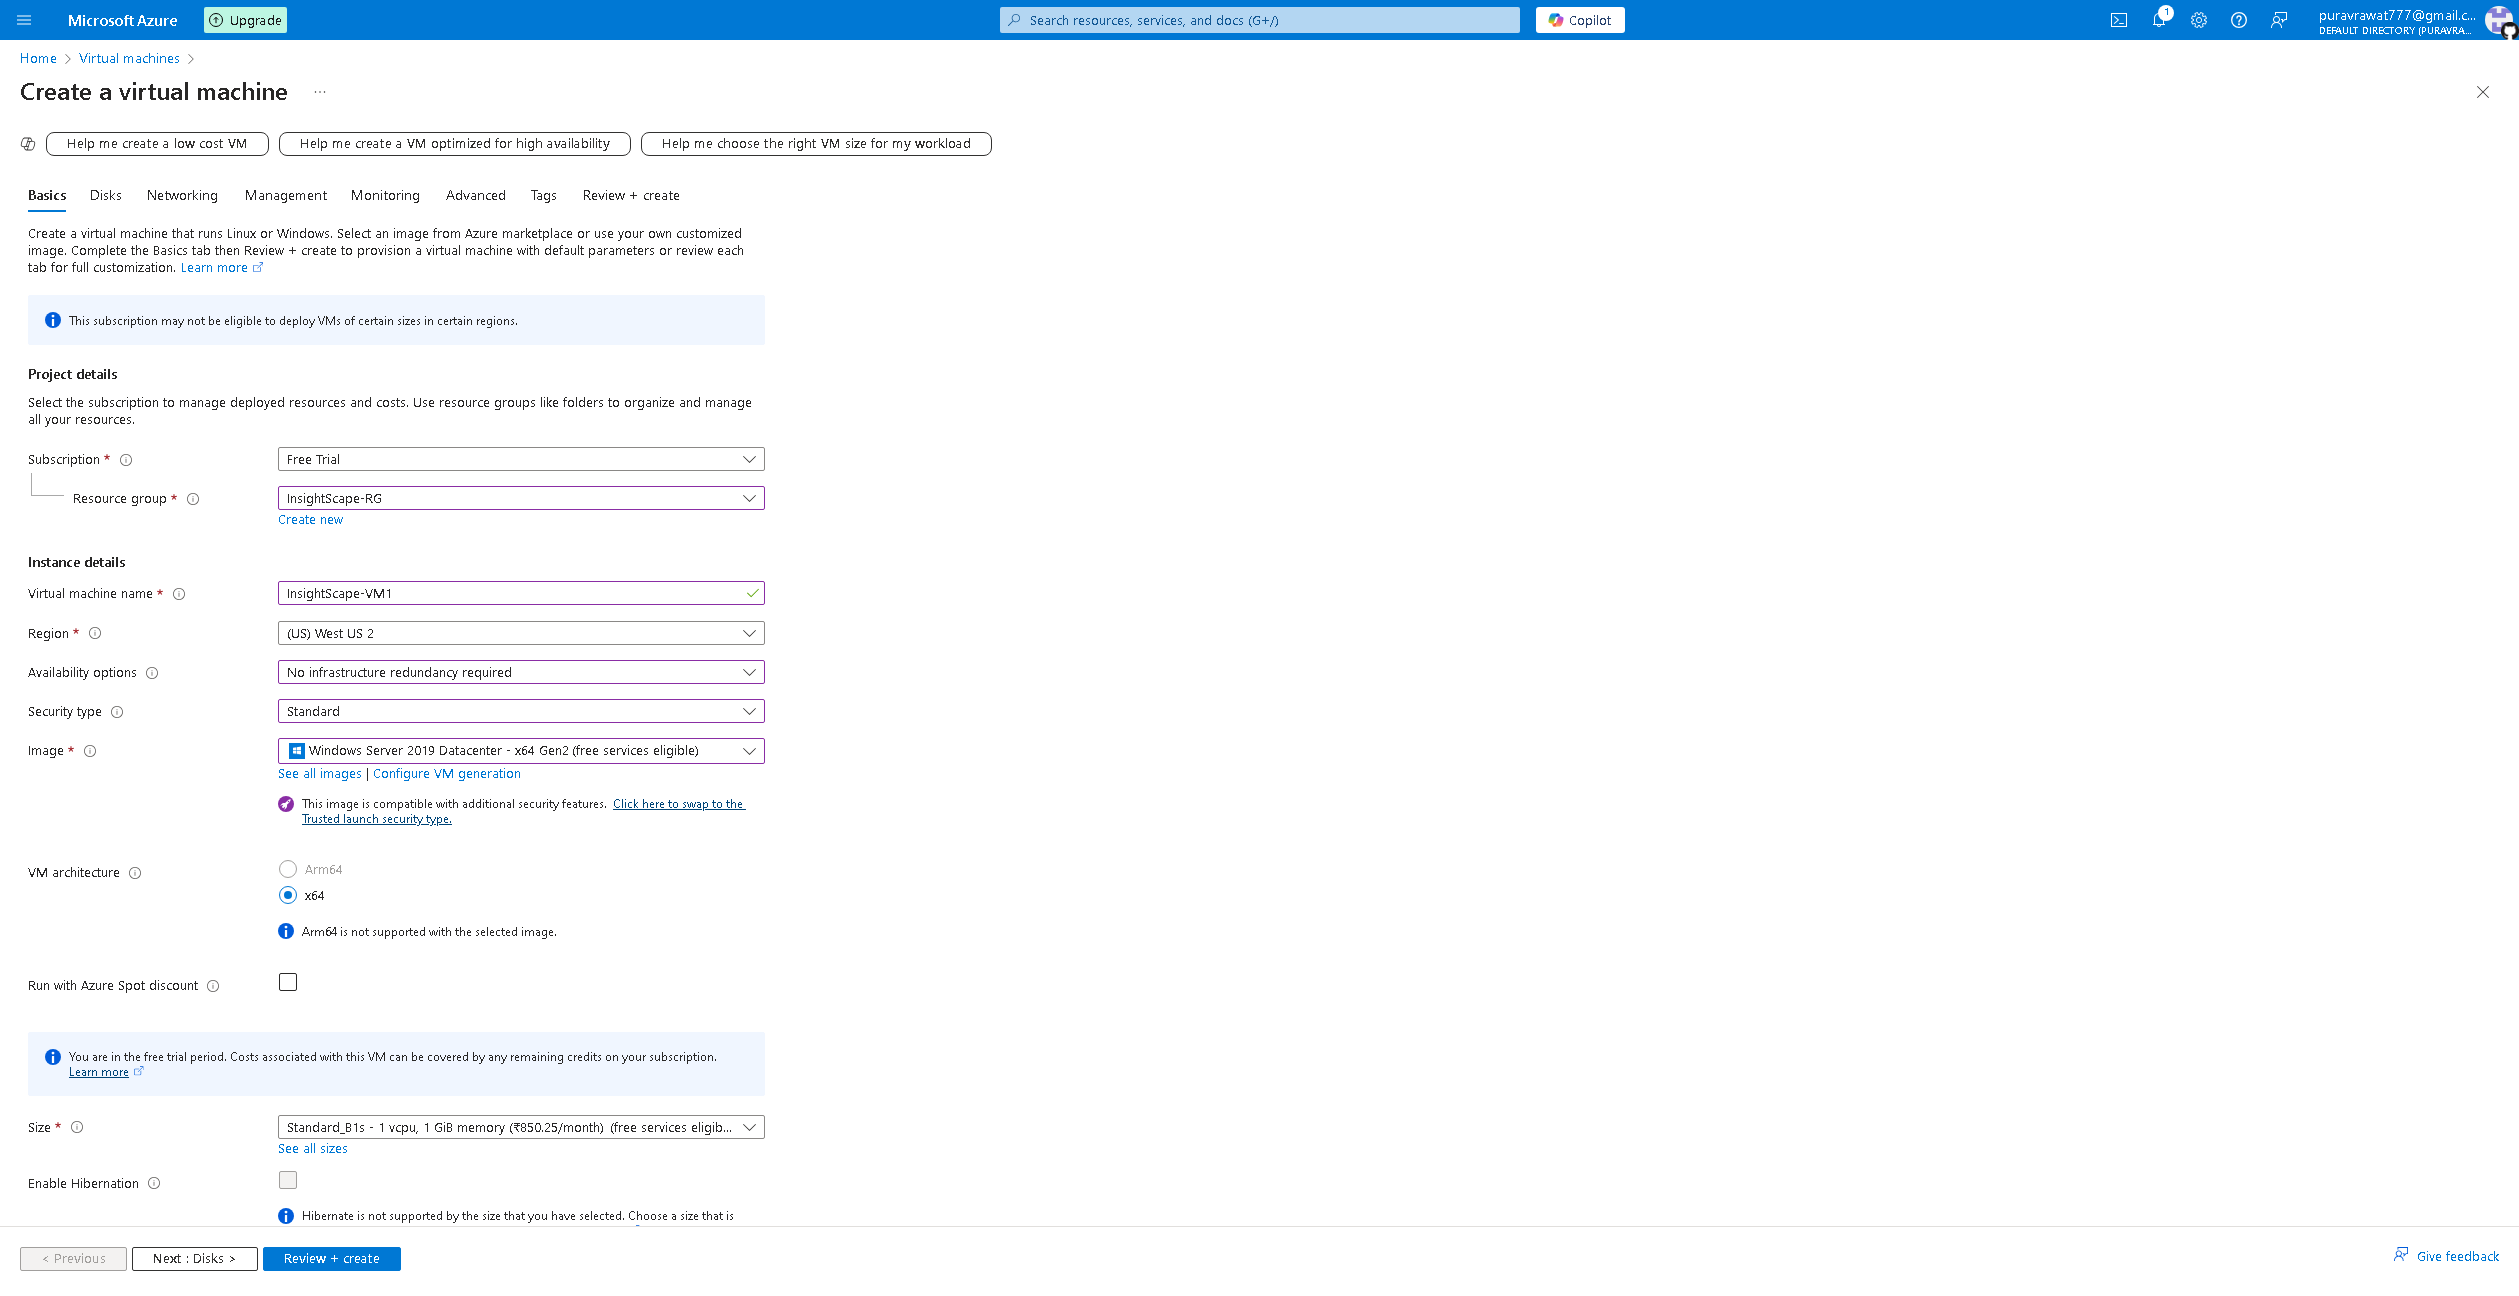 Microsoft Azure
Upgrade
Search resources, services, and docs (G+/)
Copilot
1
puravrawat777@gmail.c...
DEFAULT DIRECTORY (PURAVRA...
Home > Virtual machines >
Create a virtual machine ...
Help me create a low cost VM
Help me create a VM optimized for high availability
Help me choose the right VM size for my workload
Basics Disks Networking Management Monitoring Advanced Tags Review + create
Create a virtual machine that runs Linux or Windows. Select an image from Azure marketplace or use your own customized
image. Complete the Basics tab then Review + create to provision a virtual machine with default parameters or review each
tab for full customization. Learn more
This subscription may not be eligible to deploy VMs of certain sizes in certain regions.
Project details
Select the subscription to manage deployed resources and costs. Use resource groups like folders to organize and manage
all your resources.
Subscription *
Free Trial
Resource group *
InsightScape-RG
Create new
Instance details
Virtual machine name *
InsightScape-VM1
Region *
(US) West US 2
Availability options
No infrastructure redundancy required
Security type
Standard
Image *
Windows Server 2019 Datacenter - x64 Gen2 (free services eligible)
See all images | Configure VM generation
This image is compatible with additional security features. Click here to swap to the
Trusted launch security type.
VM architecture
Arm64
x64
Arm64 is not supported with the selected image.
Run with Azure Spot discount
You are in the free trial period. Costs associated with this VM can be covered by any remaining credits on your subscription.
Learn more
Size *
Standard_B1s - 1 vcpu, 1 GiB memory (₹850.25/month) (free services eligib...
See all sizes
Enable Hibernation
Hibernate is not supported by the size that you have selected. Choose a size that is
< Previous
Next : Disks >
Review + create
Give feedback